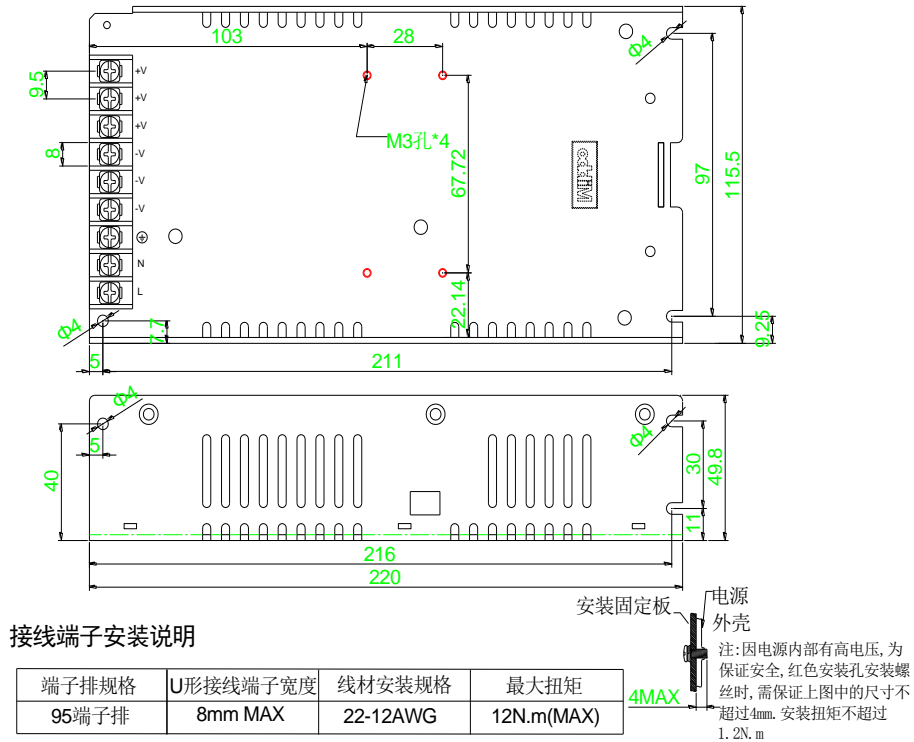 103
28
Φ4
9.5
+V
+V
+V
8
-V
-V
-V
N
L
M3孔*4
67.72
97
115.5
22.14
Φ4
7.7
9.25
5
211
Φ4
5
Φ4
40
30
49.8
11
216
220
接线端子安装说明
端子排规格 U形接线端子宽度 线材安装规格 最大扭矩
95端子排 8mm MAX 22-12AWG 12N.m(MAX)
安装固定板
电源
外壳
4MAX
注:因电源内部有高电压,为
保证安全,红色安装孔安装螺
丝时,需保证上图中的尺寸不
超过4mm.安装扭矩不超过
1.2N.m